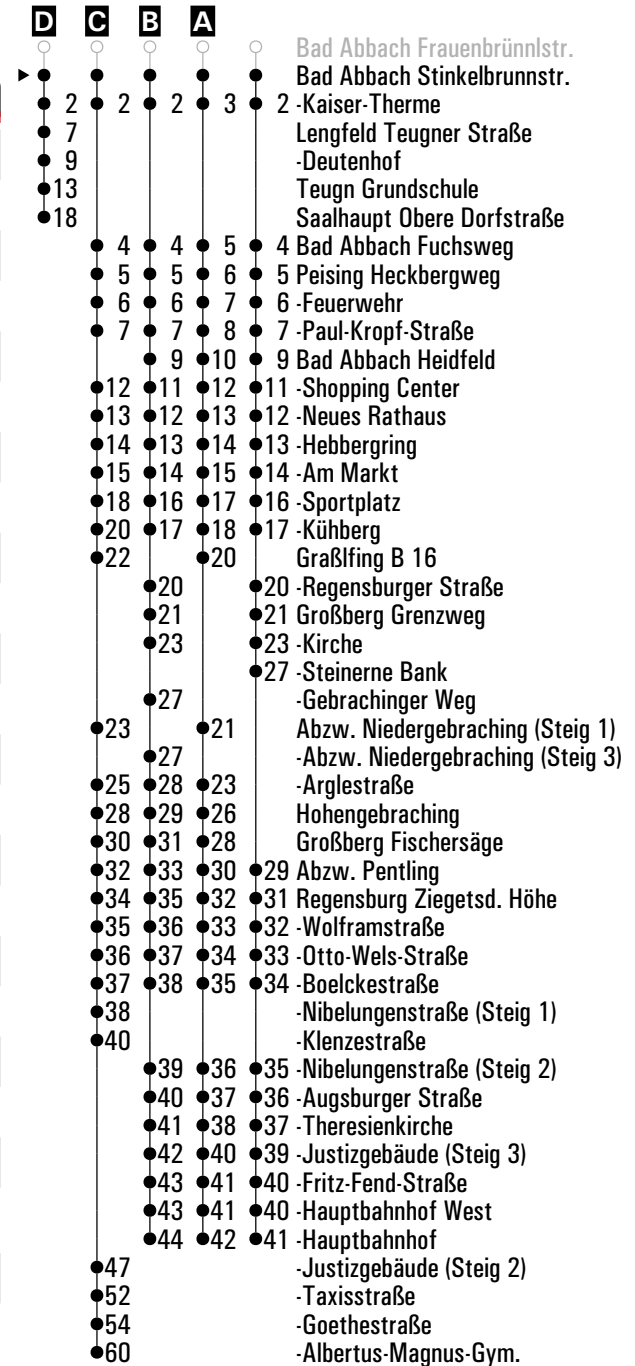 D C B A
Bad Abbach Frauenbrünnlstr.
Bad Abbach Stinkelbrunnstr.
2 2 2 3 2 -Kaiser-Therme
7 Lengfeld Teugner Straße
9 -Deutenhof
13 Teugn Grundschule
18 Saalhaupt Obere Dorfstraße
4 4 5 4 Bad Abbach Fuchsweg
5 5 6 5 Peising Heckbergweg
6 6 7 6 -Feuerwehr
7 7 8 7 -Paul-Kropf-Straße
9 10 9 Bad Abbach Heidfeld
12 11 12 11 -Shopping Center
13 12 13 12 -Neues Rathaus
14 13 14 13 -Hebbergring
15 14 15 14 -Am Markt
18 16 17 16 -Sportplatz
20 17 18 17 -Kühberg
22 20 Graßlfing B 16
20 20 -Regensburger Straße
21 21 Großberg Grenzweg
23 23 -Kirche
27 -Steinerne Bank
27 -Gebrachinger Weg
23 21 Abzw. Niedergebraching (Steig 1)
27 -Abzw. Niedergebraching (Steig 3)
25 28 23 -Arglestraße
28 29 26 Hohengebraching
30 31 28 Großberg Fischersäge
32 33 30 29 Abzw. Pentling
34 35 32 31 Regensburg Ziegetsd. Höhe
35 36 33 32 -Wolframstraße
36 37 34 33 -Otto-Wels-Straße
37 38 35 34 -Boelckestraße
38 -Nibelungenstraße (Steig 1)
40 -Klenzestraße
39 36 35 -Nibelungenstraße (Steig 2)
40 37 36 -Augsburger Straße
41 38 37 -Theresienkirche
42 40 39 -Justizgebäude (Steig 3)
43 41 40 -Fritz-Fend-Straße
43 41 40 -Hauptbahnhof West
44 42 41 -Hauptbahnhof
47 -Justizgebäude (Steig 2)
52 -Taxisstraße
54 -Goethestraße
60 -Albertus-Magnus-Gym.